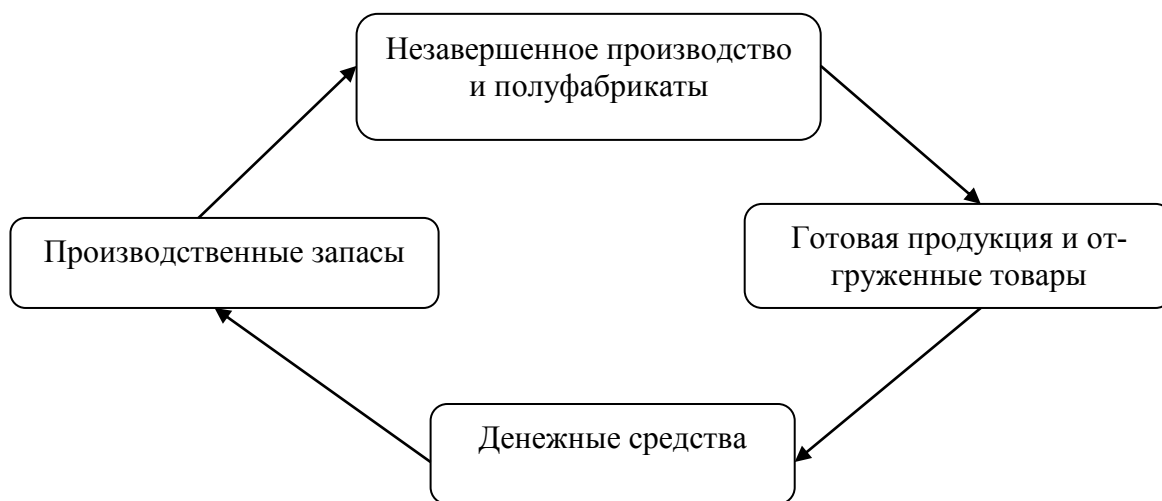 Незавершенное производство
и полуфабрикаты
Производственные запасы
Готовая продукция и от-
груженные товары
Денежные средства